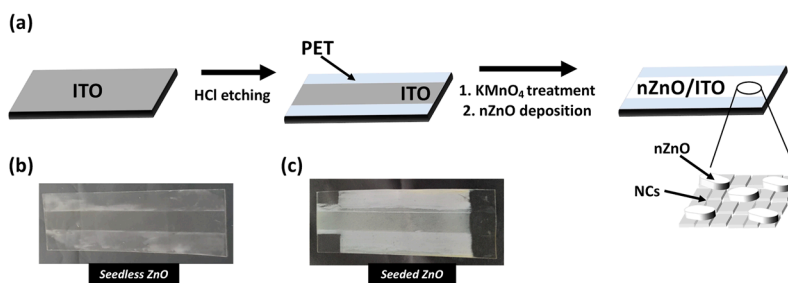 (a)
ITO
HCl etching
PET
ITO
1. KMnO4 treatment
2. nZnO deposition
nZnO/ITO
nZnO
NCs
(b)
Seedless ZnO
(c)
Seeded ZnO